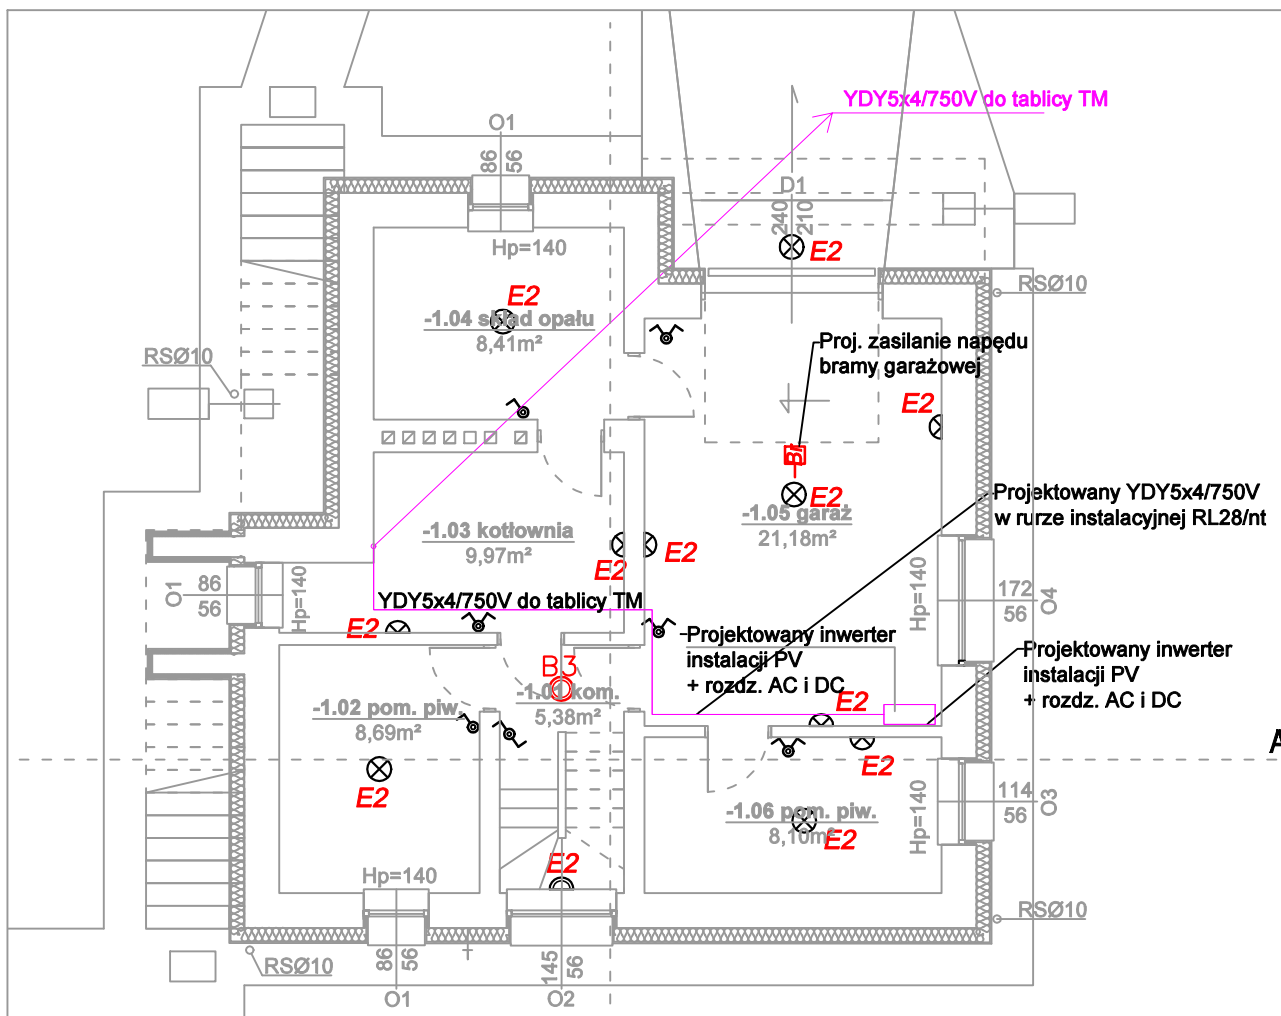 YDY5x4/750V do tablicy TM
O1
86
56
D1
240
210
Hp=140
E2
RSØ10
E2
-1.04 skład opału
8,41m²
RSØ10
Proj. zasilanie napędu
bramy garażowej
E2
BR
E2
Projektowany YDY5x4/750V
w rurze instalacyjnej RL28/nt
-1.05 garaż
21,18m²
-1.03 kotłownia
9,97m²
E2
E2
O1
86
56
Hp=140
YDY5x4/750V do tablicy TM
Hp=140
172
56
O4
E2
Projektowany inwerter
instalacji PV
+ rozdz. AC i DC
Projektowany inwerter
instalacji PV
+ rozdz. AC i DC
B3
-1.01 kom.
5,38m²
-1.02 pom. piw.
8,69m²
E2
E2
A
E2
Hp=140
114
56
O3
-1.06 pom. piw.
8,10m²
E2
E2
Hp=140
RSØ10
RSØ10
86
56
O1
145
56
O2